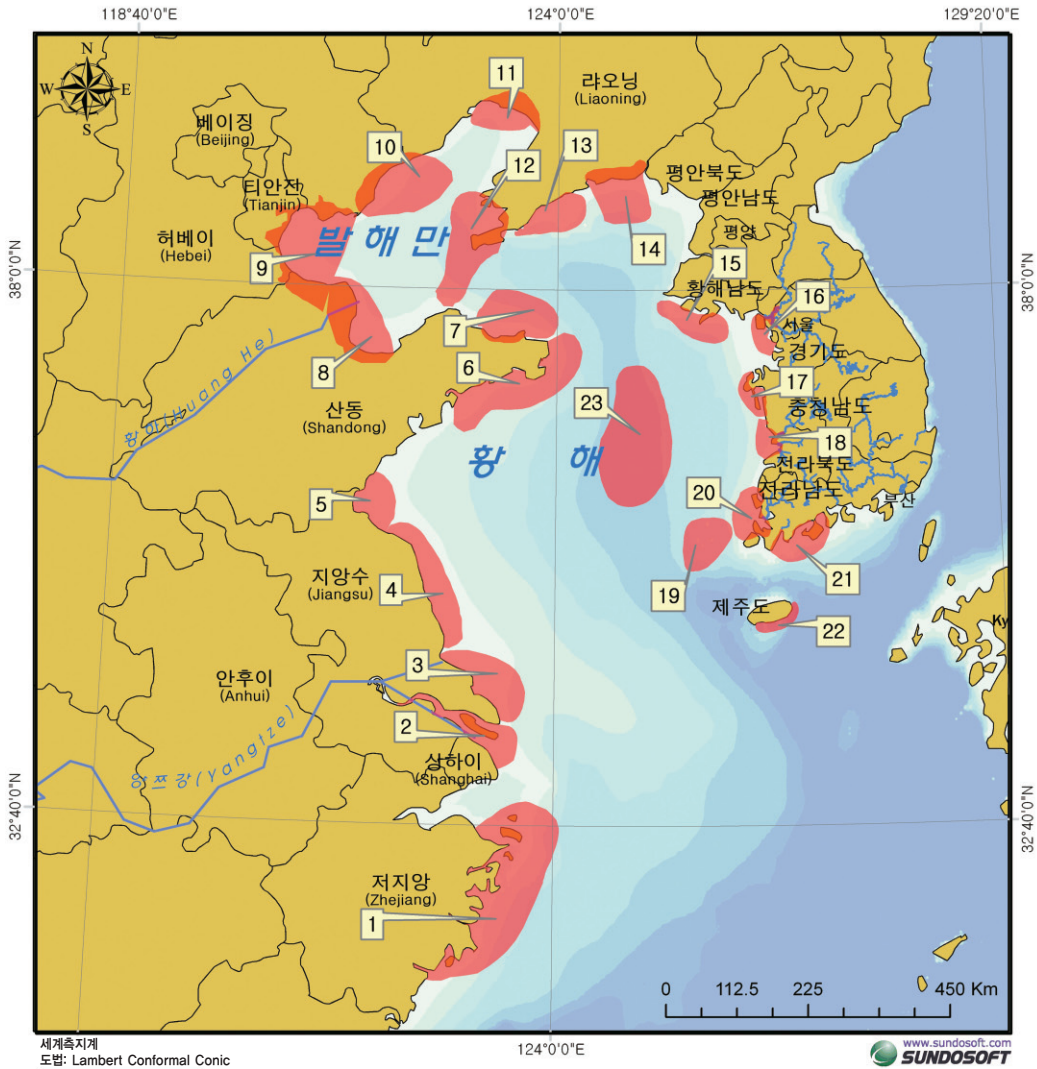 118°40'0"E
124°0'0"E
129°20'0"E
N
W
E
S
11
랴오닝
(Liaoning)
베이징
(Beijing)
10
13
12
평안북도
티안진
(Tianjin)
평안남도
평양
허베이
(Hebei)
발해만
14
9
15
황해남도
38°0'0"N
38°0'0"N
16
서울
7
경기도
8
6
황하(Huang He)
17
산동
(Shandong)
23
충청남도
18
황 해
전라북도
전라남도
5
20
부산
지앙수
(Jiangsu)
4
19
21
제주도
22
Ky
3
안후이
(Anhui)
2
양쯔강(Yangtze)
상하이
(Shanghai)
32°40'0"N
32°40'0"N
저지앙
(Zhejiang)
1
0
112.5
225
450 Km
124°0'0"E
세계측지계
도법: Lambert Conformal Conic
www.sundosoft.com
SUNDOSOFT